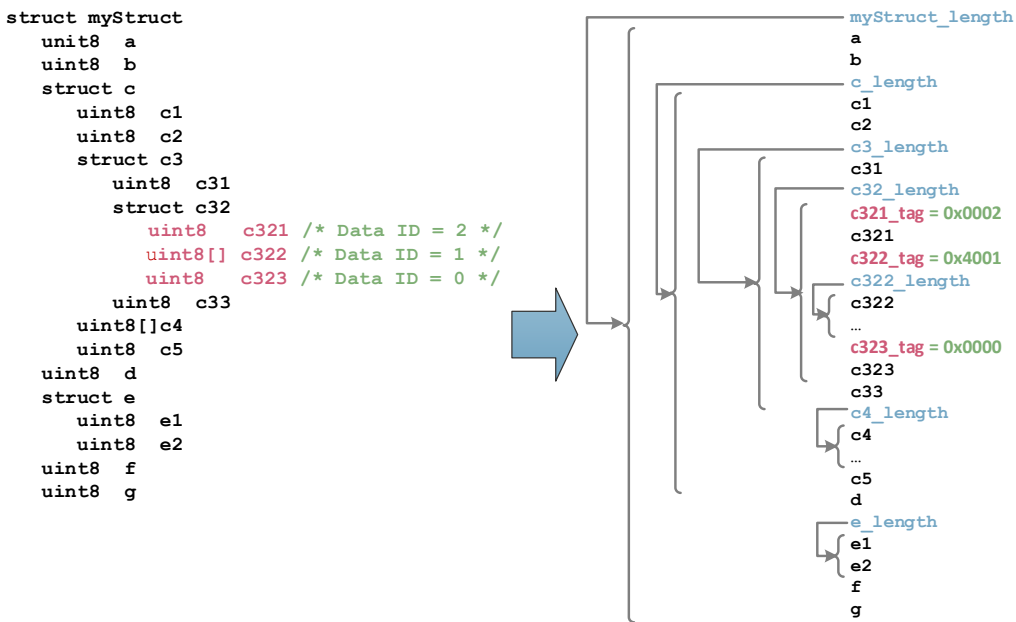 struct myStruct
unit8 a
uint8 b
struct c
uint8 c1
uint8 c2
struct c3
uint8 c31
struct c32
uint8 c321 /* Data ID = 2 */
uint8[] c322 /* Data ID = 1 */
uint8 c323 /* Data ID = 0 */
uint8 c33
uint8[]c4
uint8 c5
uint8 d
struct e
uint8 e1
uint8 e2
uint8 f
uint8 g
myStruct_length
a
b
c_length
c1
c2
c3_length
c31
c32_length
c321_tag = 0x0002
c321
c322_tag = 0x4001
c322_length
c322
…
c323_tag = 0x0000
c323
c33
c4_length
c4
…
c5
d
e_length
e1
e2
f
g